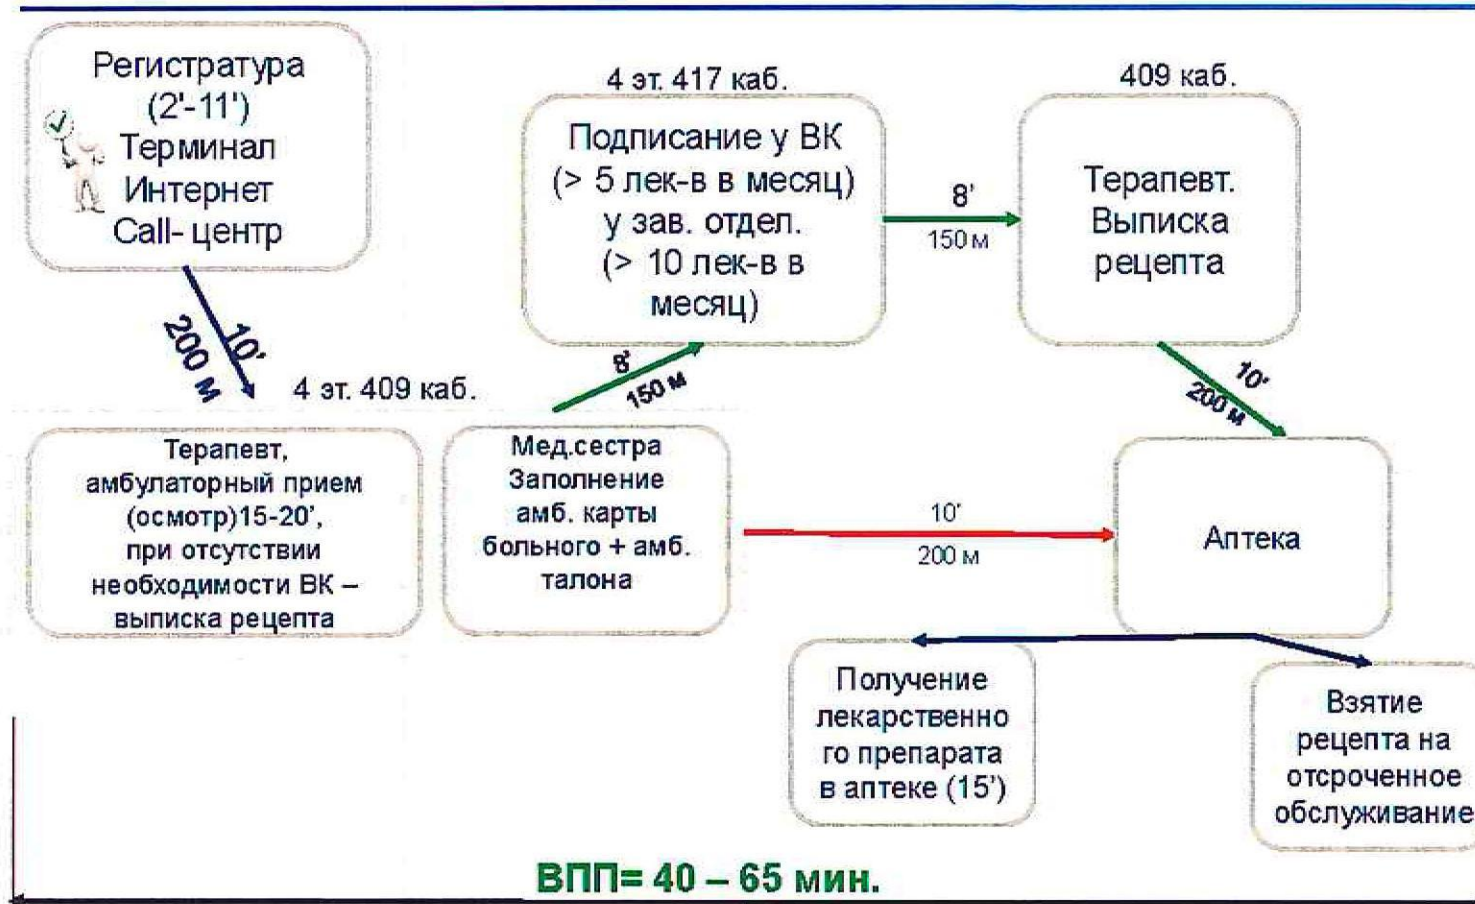 Регистратура
(2'-11')
Терминал
Интернет
Call- центр
10'
200 м
4 эт. 409 каб.
Терапевт,
амбулаторный прием
(осмотр)15-20',
при отсутствии
необходимости ВК –
выписка рецепта
Мед.сестра
Заполнение
амб. карты
больного + амб.
талона
8'
150 м
4 эт. 417 каб.
Подписание у ВК
(> 5 лек-в в месяц)
у зав. отдел.
(> 10 лек-в в
месяц)
8'
150 м
409 каб.
Терапевт.
Выписка
рецепта
10'
200 м
10'
200 м
Аптека
Получение
лекарственно
го препарата
в аптеке (15')
Взятие
рецепта на
отсроченное
обслуживание
ВПП= 40 – 65 мин.